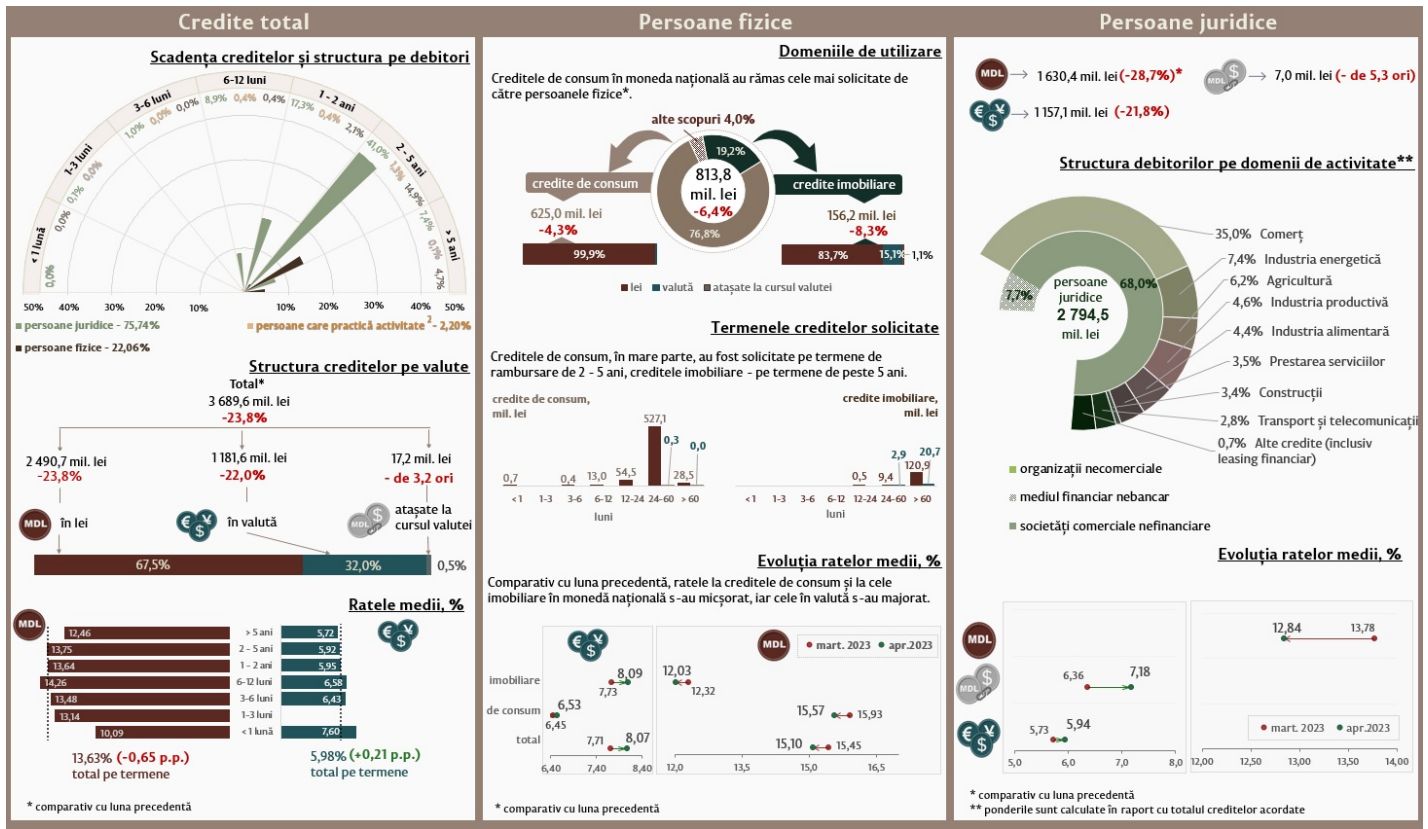 Credite total
Scadența creditelor și structura pe debitori
< 1 lună
1-3 luni
3-6 luni
6-12 luni
1 - 2 ani
2 - 5 ani
> 5 ani
0,0%
0,0%
0,1%
0,0%
1,0%
0,0%
0,0%
8,9%
0,4%
0,4%
17,3%
0,4%
2,1%
41,0%
1,3%
14,9%
7,4%
0,1%
4,7%
50% 40% 30% 20% 10% 10% 20% 30% 40% 50%
persoane juridice - 75,74%
persoane care practică activitate 2 - 2,20%
persoane fizice - 22,06%
Structura creditelor pe valute
Total*
3 689,6 mil. lei
-23,8%
2 490,7 mil. lei
-23,8%
1 181,6 mil. lei
-22,0%
17,2 mil. lei
- de 3,2 ori
MDL în lei
€ ¥ $ în valută
MDL $ atașate la
cursul valutei
67,5% 32,0% 0,5%
Ratele medii, %
MDL
€ ¥ $
12,46 > 5 ani 5,72
13,75 2 - 5 ani 5,92
13,64 1 - 2 ani 5,95
14,26 6-12 luni 6,58
13,48 3-6 luni 6,43
13,14 1-3 luni
10,09 < 1 lună 7,60
13,63% (-0,65 p.p.)
total pe termene
5,98% (+0,21 p.p.)
total pe termene
* comparativ cu luna precedentă
Persoane fizice
Domeniile de utilizare
Creditele de consum în moneda națională au rămas cele mai solicitate de
către persoanele fizice*.
alte scopuri 4,0%
19,2%
813,8
mil. lei
-6,4%
76,8%
credite de consum
625,0 mil. lei
-4,3%
99,9%
credite imobiliare
156,2 mil. lei
-8,3%
83,7% 15,1% 1,1%
lei valută atașate la cursul valutei
Termenele creditelor solicitate
Creditele de consum, în mare parte, au fost solicitate pe termene de
rambursare de 2 - 5 ani, creditele imobiliare - pe termene de peste 5 ani.
credite de consum,
mil. lei
0,7 0,4 13,0 54,5 527,1 0,3 28,5 0,0
< 1 1-3 3-6 6-12 12-24 24-60 > 60
luni
credite imobiliare,
mil. lei
0,5 9,4 2,9 120,9 20,7
< 1 1-3 3-6 6-12 12-24 24-60 > 60
luni
Evoluția ratelor medii, %
Comparativ cu luna precedentă, ratele la creditele de consum și la cele
imobiliare în monedă națională s-au micșorat, iar cele în valută s-au majorat.
€ ¥ $
MDL
mart. 2023 apr.2023
imobiliare 7,73 8,09 12,03 12,32
de consum 6,45 6,53 15,57 15,93
total 7,71 8,07 15,10 15,45
6,40 7,40 8,40 12,0 13,5 15,0 16,5
* comparativ cu luna precedentă
Persoane juridice
MDL 1 630,4 mil. lei (-28,7%)*
MDL $ 7,0 mil. lei (- de 5,3 ori)
€ ¥ $ 1 157,1 mil. lei (-21,8%)
Structura debitorilor pe domenii de activitate**
7,7%
persoane
juridice
2 794,5
mil. lei
68,0%
35,0% Comerț
7,4% Industria energetică
6,2% Agricultură
4,6% Industria productivă
4,4% Industria alimentară
3,5% Prestarea serviciilor
3,4% Construcții
2,8% Transport și telecomunicații
0,7% Alte credite (inclusiv
leasing financiar)
organizații necomerciale
mediul financiar nebancar
societăți comerciale nefinanciare
Evoluția ratelor medii, %
MDL 12,84 13,78
MDL $ 6,36 7,18
€ ¥ $ 5,73 5,94
mart. 2023 apr.2023
5,0 6,0 7,0 8,0 12,00 12,50 13,00 13,50 14,00
* comparativ cu luna precedentă
** ponderile sunt calculate în raport cu totalul creditelor acordate